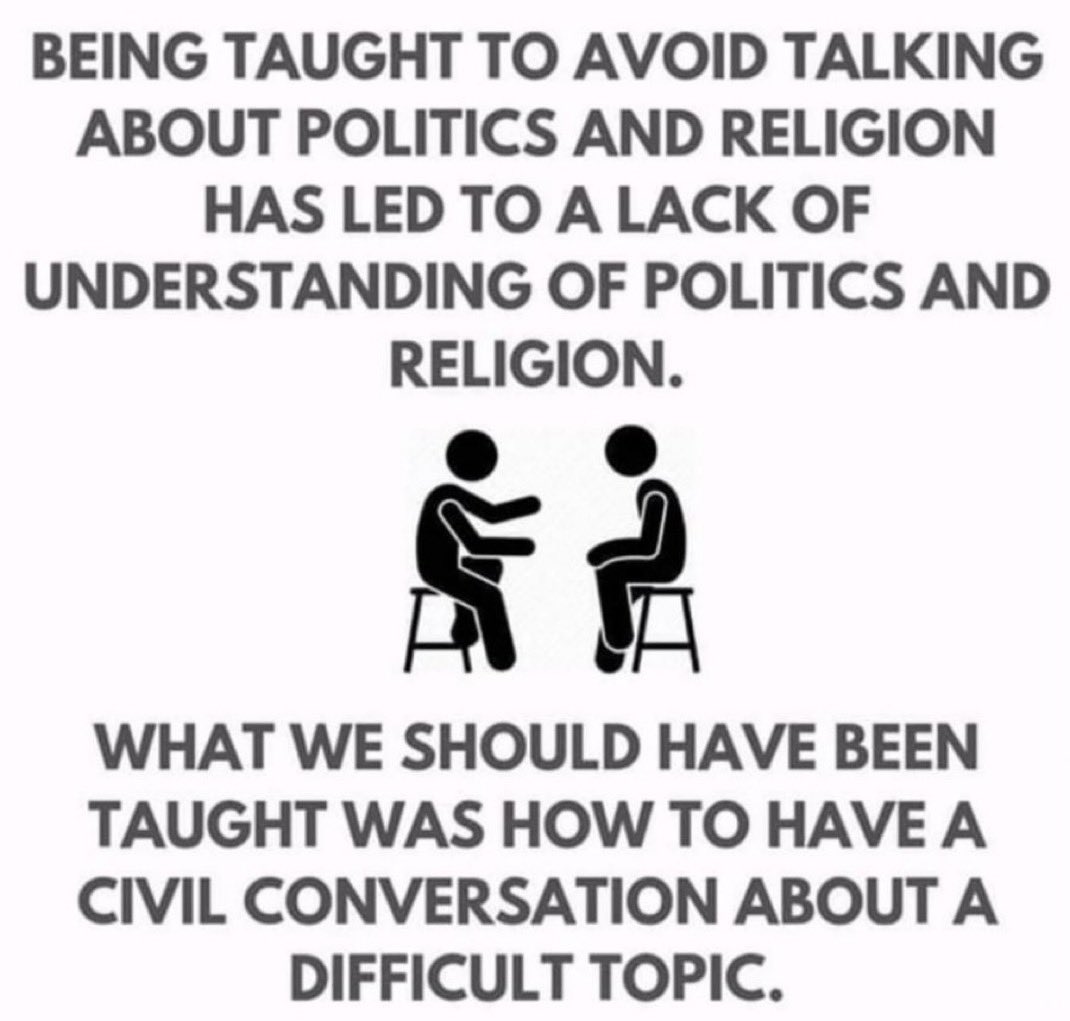 BEING TAUGHT TO AVOID TALKING
ABOUT POLITICS AND RELIGION
HAS LED TO A LACK OF
UNDERSTANDING OF POLITICS AND
RELIGION.
WHAT WE SHOULD HAVE BEEN
TAUGHT WAS HOW TO HAVE A
CIVIL CONVERSATION ABOUT A
DIFFICULT TOPIC.